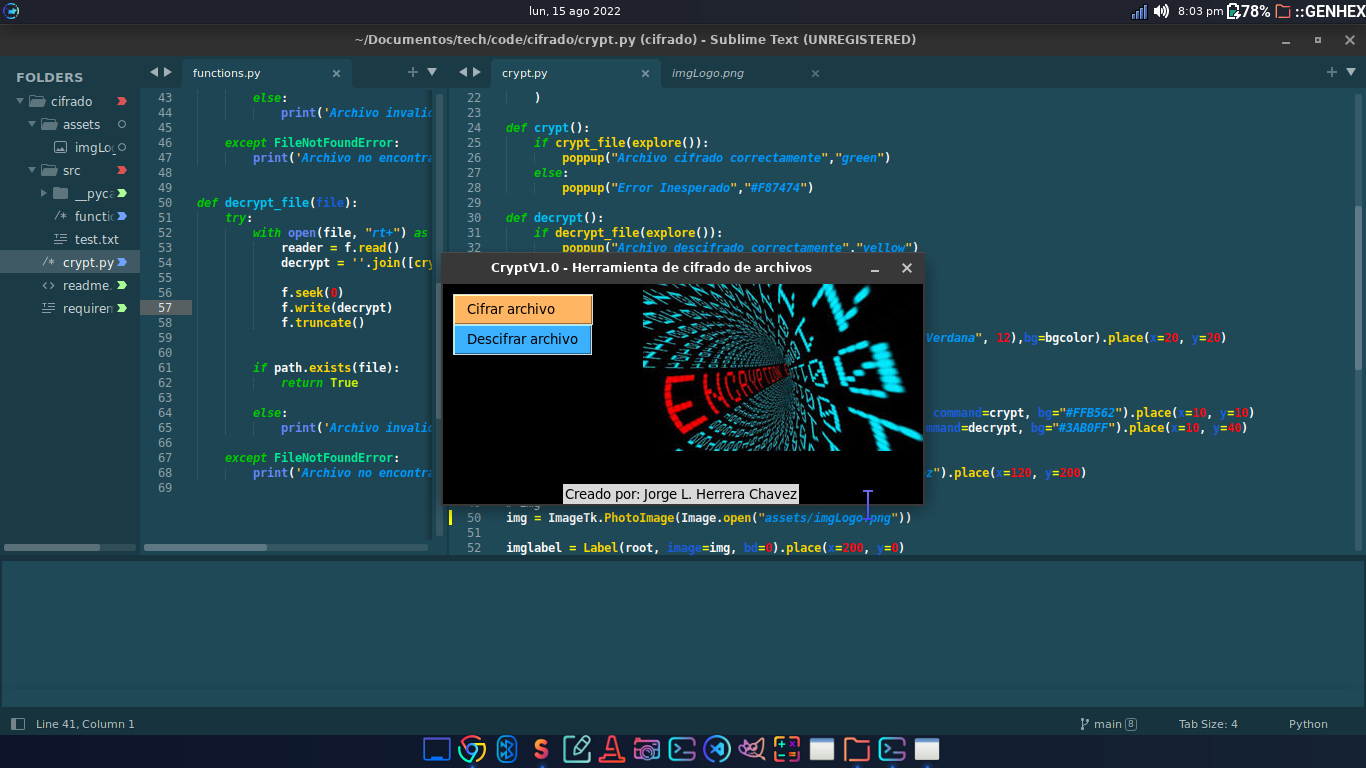 lun, 15 ago 2022
8:03 pm 78% ::GENHEX
~/Documentos/tech/code/cifrado/crypt.py (cifrado) - Sublime Text (UNREGISTERED)
FOLDERS
cifrado
assets
imgLo
src
__pyca
functi
test.txt
crypt.py
readme.
requiren
functions.py
43 else:
44 print('Archivo invalid
45
46 except FileNotFoundError:
47 print('Archivo no encontra
48
49
50 def decrypt_file(file):
51 try:
52 with open(file, "rt+") as
53 reader = f.read()
54 decrypt = ''.join([cry
55
56 f.seek(0)
57 f.write(decrypt)
58 f.truncate()
59
60
61 if path.exists(file):
62 return True
63
64 else:
65 print('Archivo invalid
66
67 except FileNotFoundError:
68 print('Archivo no encontra
69
crypt.py
imgLogo.png
22 )
23
24 def crypt():
25 if crypt_file(explore()):
26 poppup("Archivo cifrado correctamente","green")
27 else:
28 poppup("Error Inesperado","#F87474")
29
30 def decrypt():
31 if decrypt_file(explore()):
32 poppup("Archivo descifrado correctamente","yellow")
Verdana", 12),bg=bgcolor).place(x=20, y=20)
command=crypt, bg="#FFB562").place(x=10, y=10)
mmand=decrypt, bg="#3AB0FF").place(x=10, y=40)
z").place(x=120, y=200)
50 img = ImageTk.PhotoImage(Image.open("assets/imgLogo.png"))
51
52 imglabel = Label(root, image=img, bd=0).place(x=200, y=0)
CryptV1.0 - Herramienta de cifrado de archivos
Cifrar archivo
Descifrar archivo
ENCRYPTION
Creado por: Jorge L. Herrera Chavez
Line 41, Column 1
main 8
Tab Size: 4
Python